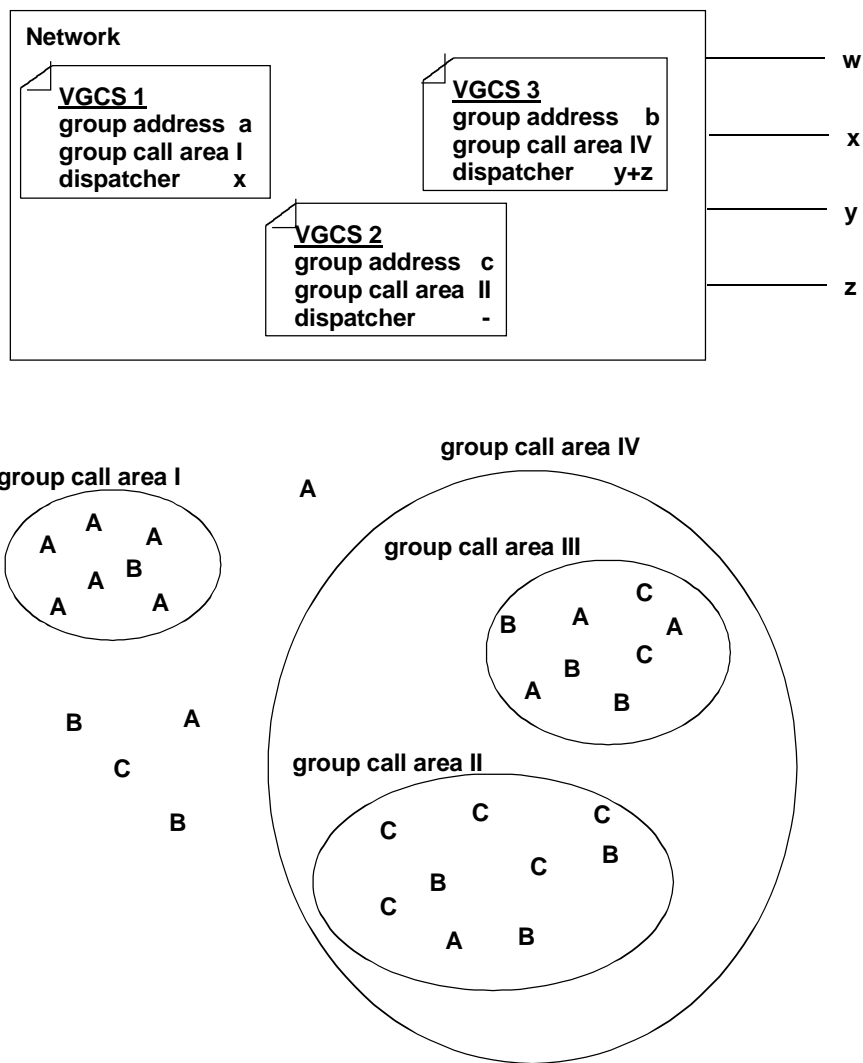 Network
VGCS 1
group address a
group call area I
dispatcher x
VGCS 3
group address b
group call area IV
dispatcher y+z
VGCS 2
group address c
group call area II
dispatcher -
w
x
y
z
group call area I
A
A
A
A
B
A
A
A
group call area IV
group call area III
C
B
A
A
C
B
A
B
B
A
C
B
group call area II
C
C
C
B
C
B
C
A
B